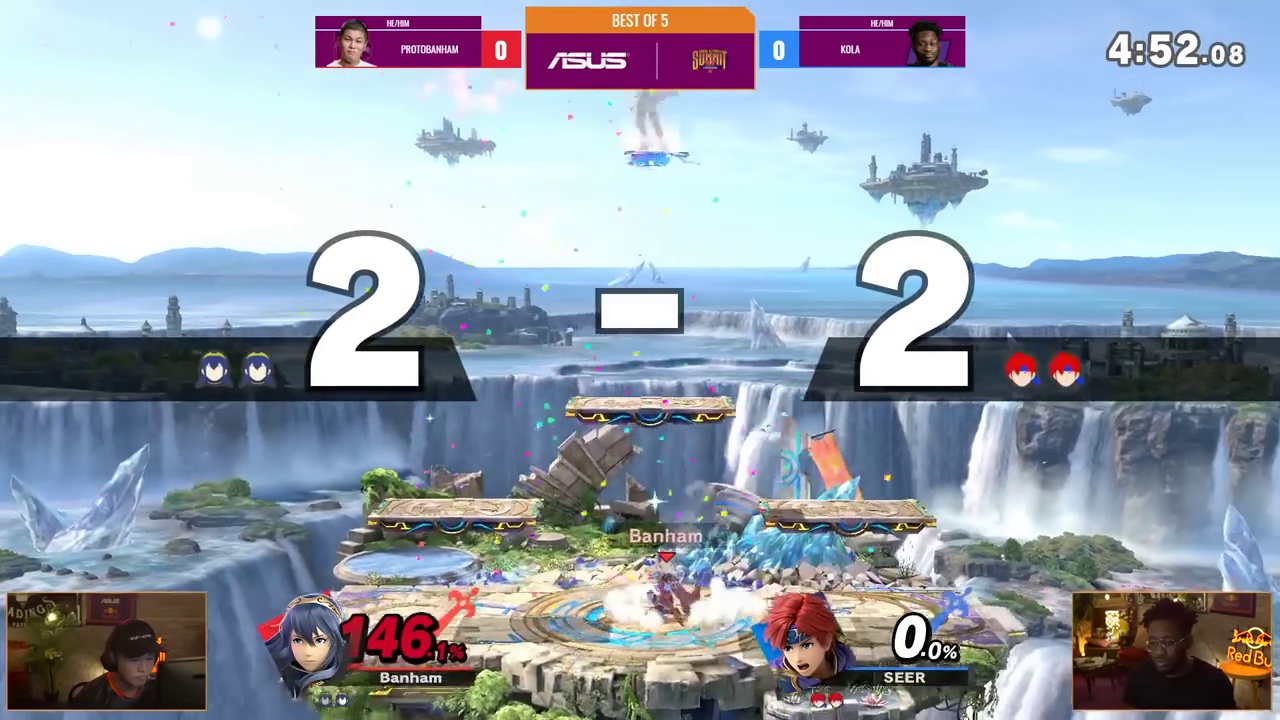 HE/HIM
PROTOBANHAM
0
BEST OF 5
ASUS
SUMMIT
HE/HIM
0
KOLA
4:52.08
2 - 2
Banham
146.1%
Banham
0.0%
SEER
Red Bu